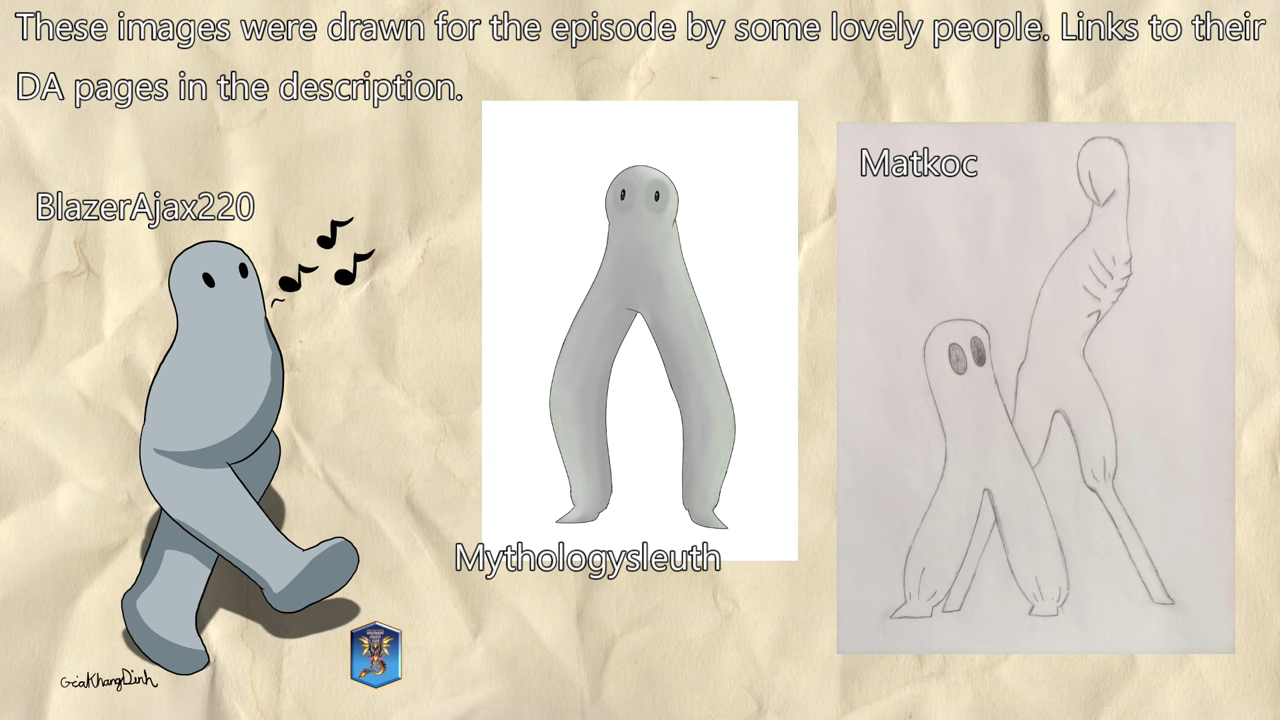 These images were drawn for the episode by some lovely people. Links to their
DA pages in the description.
BlazerAjax220
Matkoc
Mythologysleuth
GiaKhangDinh